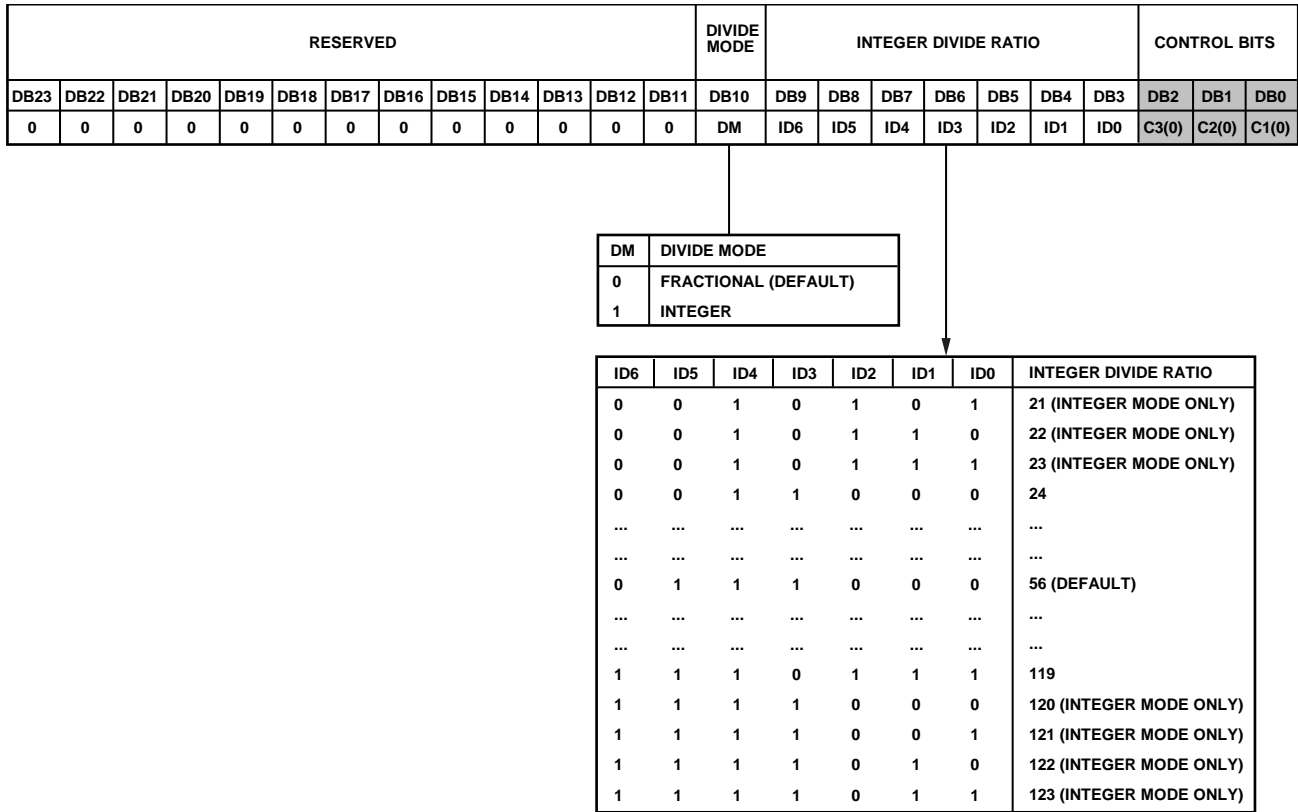 RESERVED DIVIDE MODE INTEGER DIVIDE RATIO CONTROL BITS
DB23 DB22 DB21 DB20 DB19 DB18 DB17 DB16 DB15 DB14 DB13 DB12 DB11 DB10 DB9 DB8 DB7 DB6 DB5 DB4 DB3 DB2 DB1 DB0
0 0 0 0 0 0 0 0 0 0 0 0 0 DM ID6 ID5 ID4 ID3 ID2 ID1 ID0 C3(0) C2(0) C1(0)
DM DIVIDE MODE
0 FRACTIONAL (DEFAULT)
1 INTEGER
ID6 ID5 ID4 ID3 ID2 ID1 ID0 INTEGER DIVIDE RATIO
0 0 1 0 1 0 1 21 (INTEGER MODE ONLY)
0 0 1 0 1 1 0 22 (INTEGER MODE ONLY)
0 0 1 0 1 1 1 23 (INTEGER MODE ONLY)
0 0 1 1 0 0 0 24
... ... ... ... ... ... ... ...
... ... ... ... ... ... ... ...
0 1 1 1 0 0 0 56 (DEFAULT)
... ... ... ... ... ... ... ...
... ... ... ... ... ... ... ...
1 1 1 0 1 1 1 119
1 1 1 1 0 0 0 120 (INTEGER MODE ONLY)
1 1 1 1 0 0 1 121 (INTEGER MODE ONLY)
1 1 1 1 0 1 0 122 (INTEGER MODE ONLY)
1 1 1 1 0 1 1 123 (INTEGER MODE ONLY)